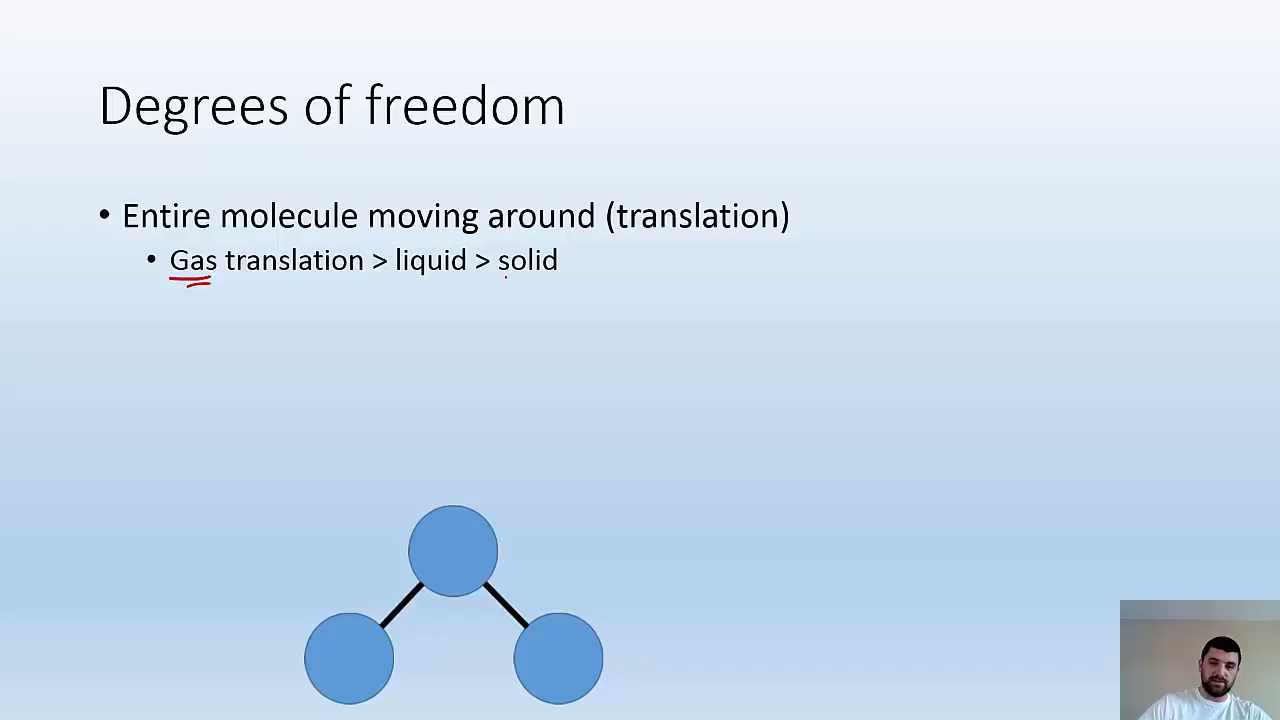 Degrees of freedom
• Entire molecule moving around (translation)
• Gas translation > liquid > solid